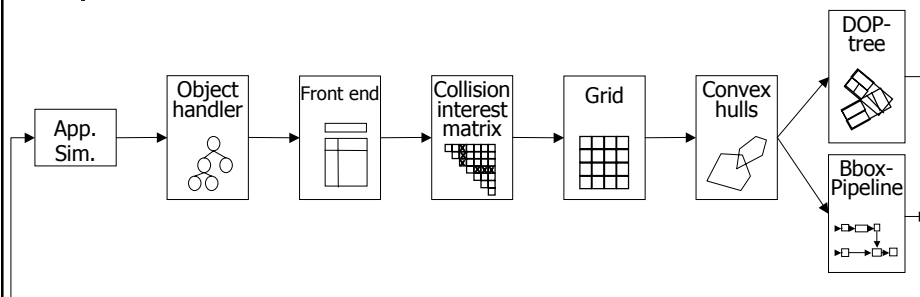 App.
Sim.
Object
handler
Front end
Collision
interest
matrix
Grid
Convex
hulls
DOP-
tree
Bbox-
Pipeline